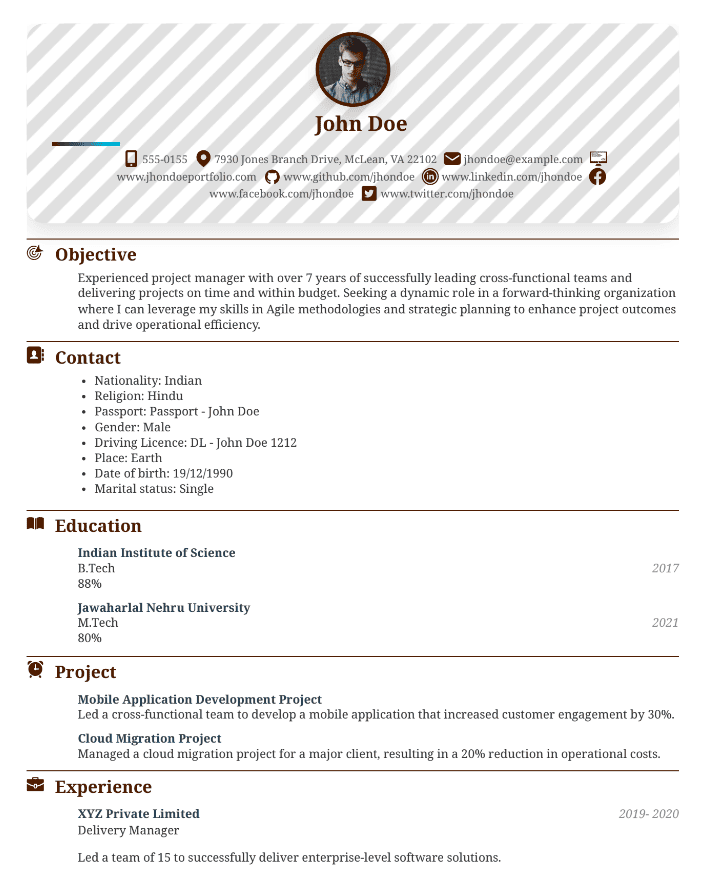 John Doe
555-0155 7930 Jones Branch Drive, McLean, VA 22102 jhondoe@example.com
www.jhondoeportfolio.com www.github.com/jhondoe www.linkedin.com/jhondoe
www.facebook.com/jhondoe www.twitter.com/jhondoe
Objective
Experienced project manager with over 7 years of successfully leading cross-functional teams and
delivering projects on time and within budget. Seeking a dynamic role in a forward-thinking organization
where I can leverage my skills in Agile methodologies and strategic planning to enhance project outcomes
and drive operational efficiency.
Contact
• Nationality: Indian
• Religion: Hindu
• Passport: Passport - John Doe
• Gender: Male
• Driving Licence: DL - John Doe 1212
• Place: Earth
• Date of birth: 19/12/1990
• Marital status: Single
Education
Indian Institute of Science
B.Tech 2017
88%
Jawaharlal Nehru University
M.Tech 2021
80%
Project
Mobile Application Development Project
Led a cross-functional team to develop a mobile application that increased customer engagement by 30%.
Cloud Migration Project
Managed a cloud migration project for a major client, resulting in a 20% reduction in operational costs.
Experience
XYZ Private Limited 2019- 2020
Delivery Manager
Led a team of 15 to successfully deliver enterprise-level software solutions.